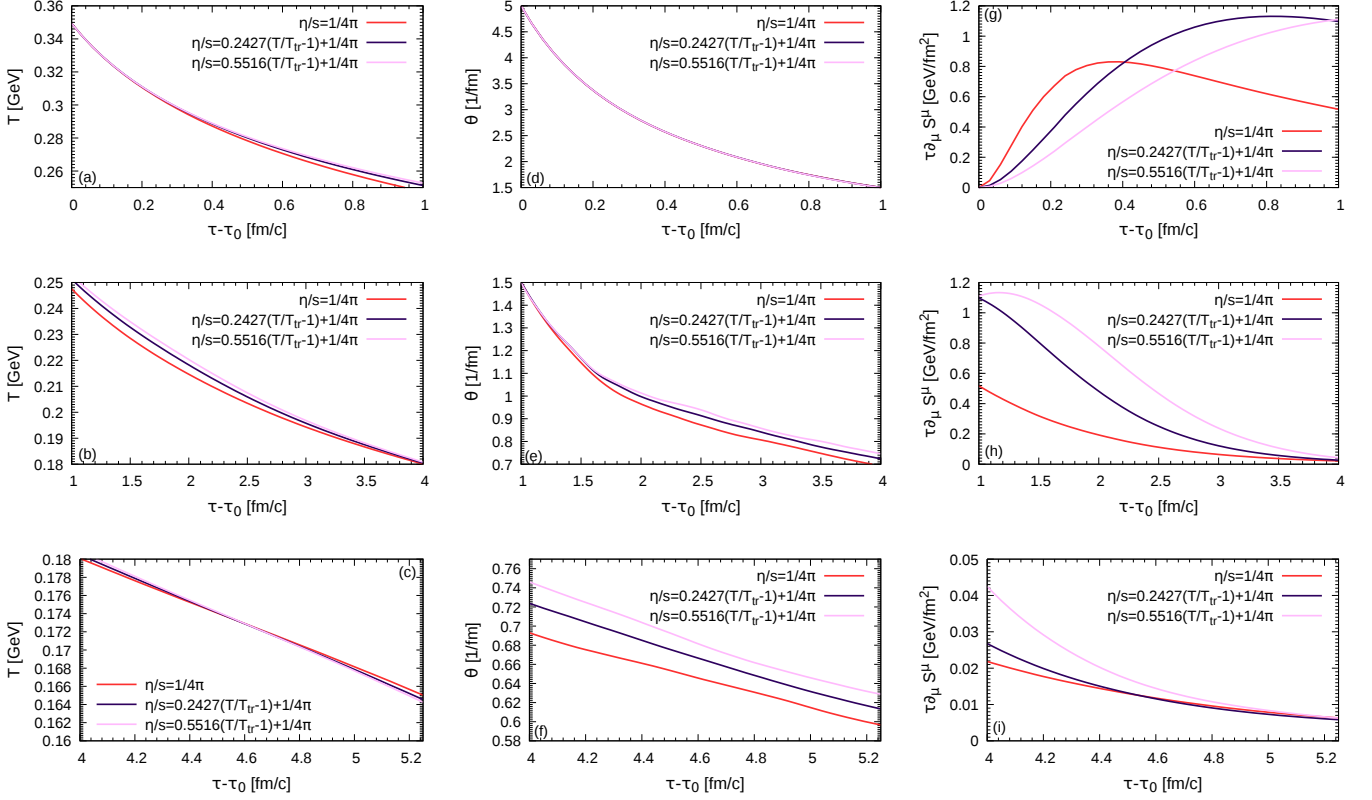 0.36
0.34
0.32
0.3
0.28
0.26
T [GeV]
(a)
η/s=1/4π
η/s=0.2427(T/Ttr-1)+1/4π
η/s=0.5516(T/Ttr-1)+1/4π
0 0.2 0.4 0.6 0.8 1
τ-τ0 [fm/c]
5
4.5
4
3.5
3
2.5
2
1.5
θ [1/fm]
(d)
η/s=1/4π
η/s=0.2427(T/Ttr-1)+1/4π
η/s=0.5516(T/Ttr-1)+1/4π
0 0.2 0.4 0.6 0.8 1
τ-τ0 [fm/c]
1.2
1
0.8
0.6
0.4
0.2
0
τ∂μ Sμ [GeV/fm2]
(g)
η/s=1/4π
η/s=0.2427(T/Ttr-1)+1/4π
η/s=0.5516(T/Ttr-1)+1/4π
0 0.2 0.4 0.6 0.8 1
τ-τ0 [fm/c]
0.25
0.24
0.23
0.22
0.21
0.2
0.19
0.18
T [GeV]
(b)
η/s=1/4π
η/s=0.2427(T/Ttr-1)+1/4π
η/s=0.5516(T/Ttr-1)+1/4π
1 1.5 2 2.5 3 3.5 4
τ-τ0 [fm/c]
1.5
1.4
1.3
1.2
1.1
1
0.9
0.8
0.7
θ [1/fm]
(e)
η/s=1/4π
η/s=0.2427(T/Ttr-1)+1/4π
η/s=0.5516(T/Ttr-1)+1/4π
1 1.5 2 2.5 3 3.5 4
τ-τ0 [fm/c]
1.2
1
0.8
0.6
0.4
0.2
0
τ∂μ Sμ [GeV/fm2]
(h)
η/s=1/4π
η/s=0.2427(T/Ttr-1)+1/4π
η/s=0.5516(T/Ttr-1)+1/4π
1 1.5 2 2.5 3 3.5 4
τ-τ0 [fm/c]
0.18
0.178
0.176
0.174
0.172
0.17
0.168
0.166
0.164
0.162
0.16
T [GeV]
(c)
η/s=1/4π
η/s=0.2427(T/Ttr-1)+1/4π
η/s=0.5516(T/Ttr-1)+1/4π
4 4.2 4.4 4.6 4.8 5 5.2
τ-τ0 [fm/c]
0.76
0.74
0.72
0.7
0.68
0.66
0.64
0.62
0.6
0.58
θ [1/fm]
(f)
η/s=1/4π
η/s=0.2427(T/Ttr-1)+1/4π
η/s=0.5516(T/Ttr-1)+1/4π
4 4.2 4.4 4.6 4.8 5 5.2
τ-τ0 [fm/c]
0.05
0.04
0.03
0.02
0.01
0
τ∂μ Sμ [GeV/fm2]
(i)
η/s=1/4π
η/s=0.2427(T/Ttr-1)+1/4π
η/s=0.5516(T/Ttr-1)+1/4π
4 4.2 4.4 4.6 4.8 5 5.2
τ-τ0 [fm/c]